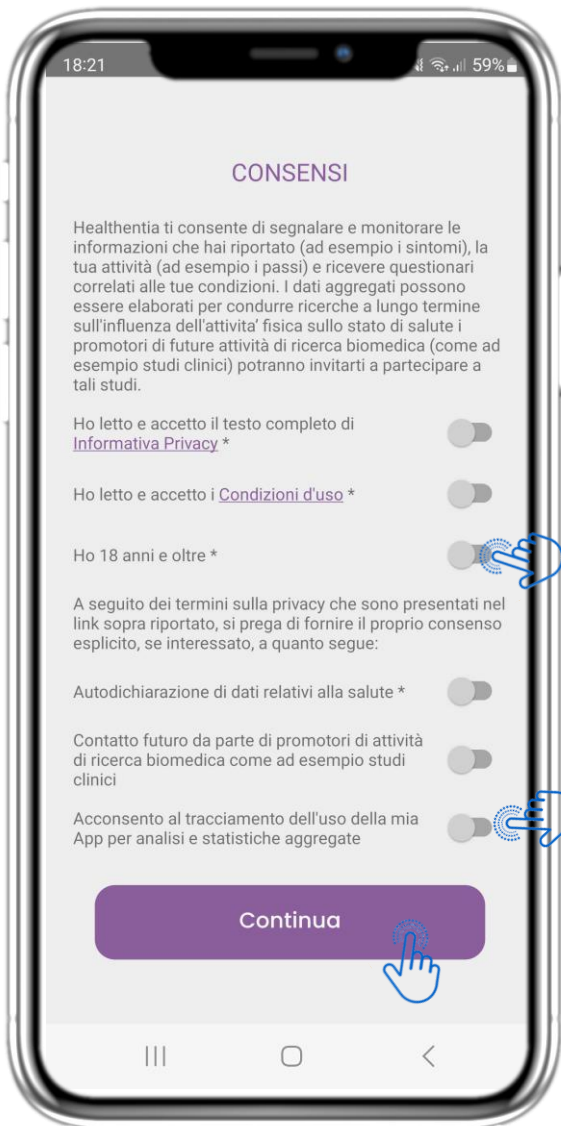 18:21
59%
CONSENSI
Healthentia ti consente di segnalare e monitorare le
informazioni che hai riportato (ad esempio i sintomi), la
tua attività (ad esempio i passi) e ricevere questionari
correlati alle tue condizioni. I dati aggregati possono
essere elaborati per condurre ricerche a lungo termine
sull'influenza dell'attivita' fisica sullo stato di salute i
promotori di future attività di ricerca biomedica (come ad
esempio studi clinici) potranno invitarti a partecipare a
tali studi.
Ho letto e accetto il testo completo di
Informativa Privacy *
Ho letto e accetto i Condizioni d'uso *
Ho 18 anni e oltre *
A seguito dei termini sulla privacy che sono presentati nel
link sopra riportato, si prega di fornire il proprio consenso
esplicito, se interessato, a quanto segue:
Autodichiarazione di dati relativi alla salute *
Contatto futuro da parte di promotori di attività
di ricerca biomedica come ad esempio studi
clinici
Acconsento al tracciamento dell'uso della mia
App per analisi e statistiche aggregate
Continua